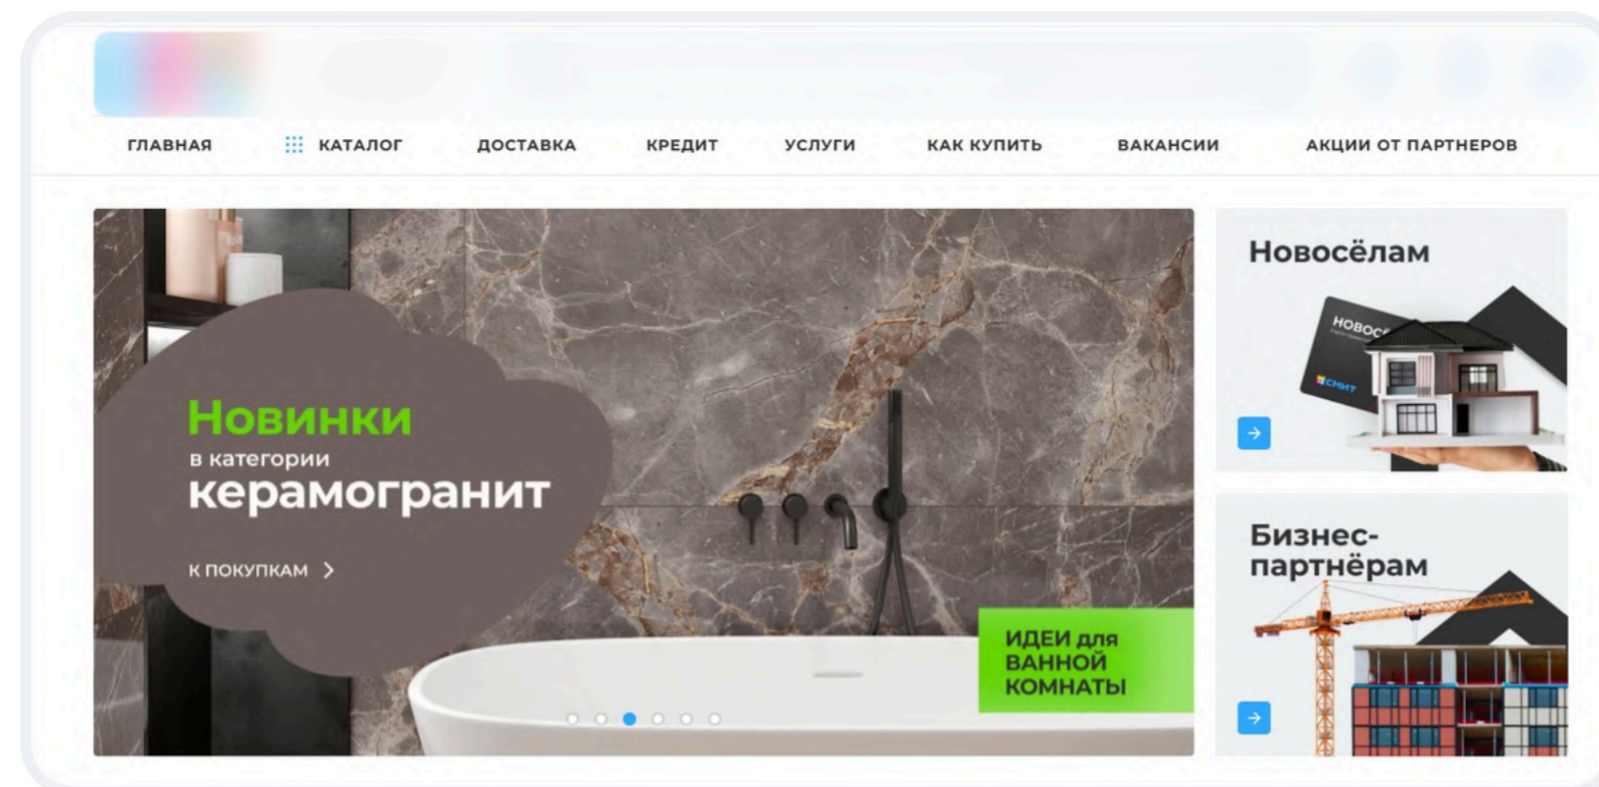 ГЛАВНАЯ
КАТАЛОГ
ДОСТАВКА
КРЕДИТ
УСЛУГИ
КАК КУПИТЬ
ВАКАНСИИ
АКЦИИ ОТ ПАРТНЕРОВ
Новинки
в категории
керамогранит
К ПОКУПКАМ
ИДЕИ для
ВАННОЙ
КОМНАТЫ
Новосёлам
СМИТ
Бизнес-
партнёрам